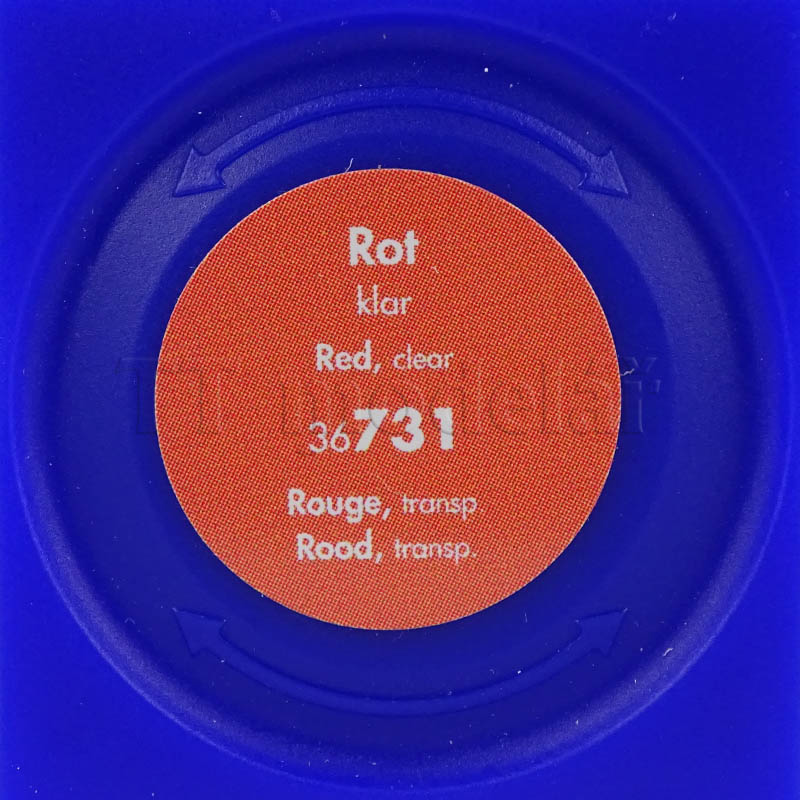 Rot
klar
Red, clear
36731
Rouge, transp
Rood, transp.